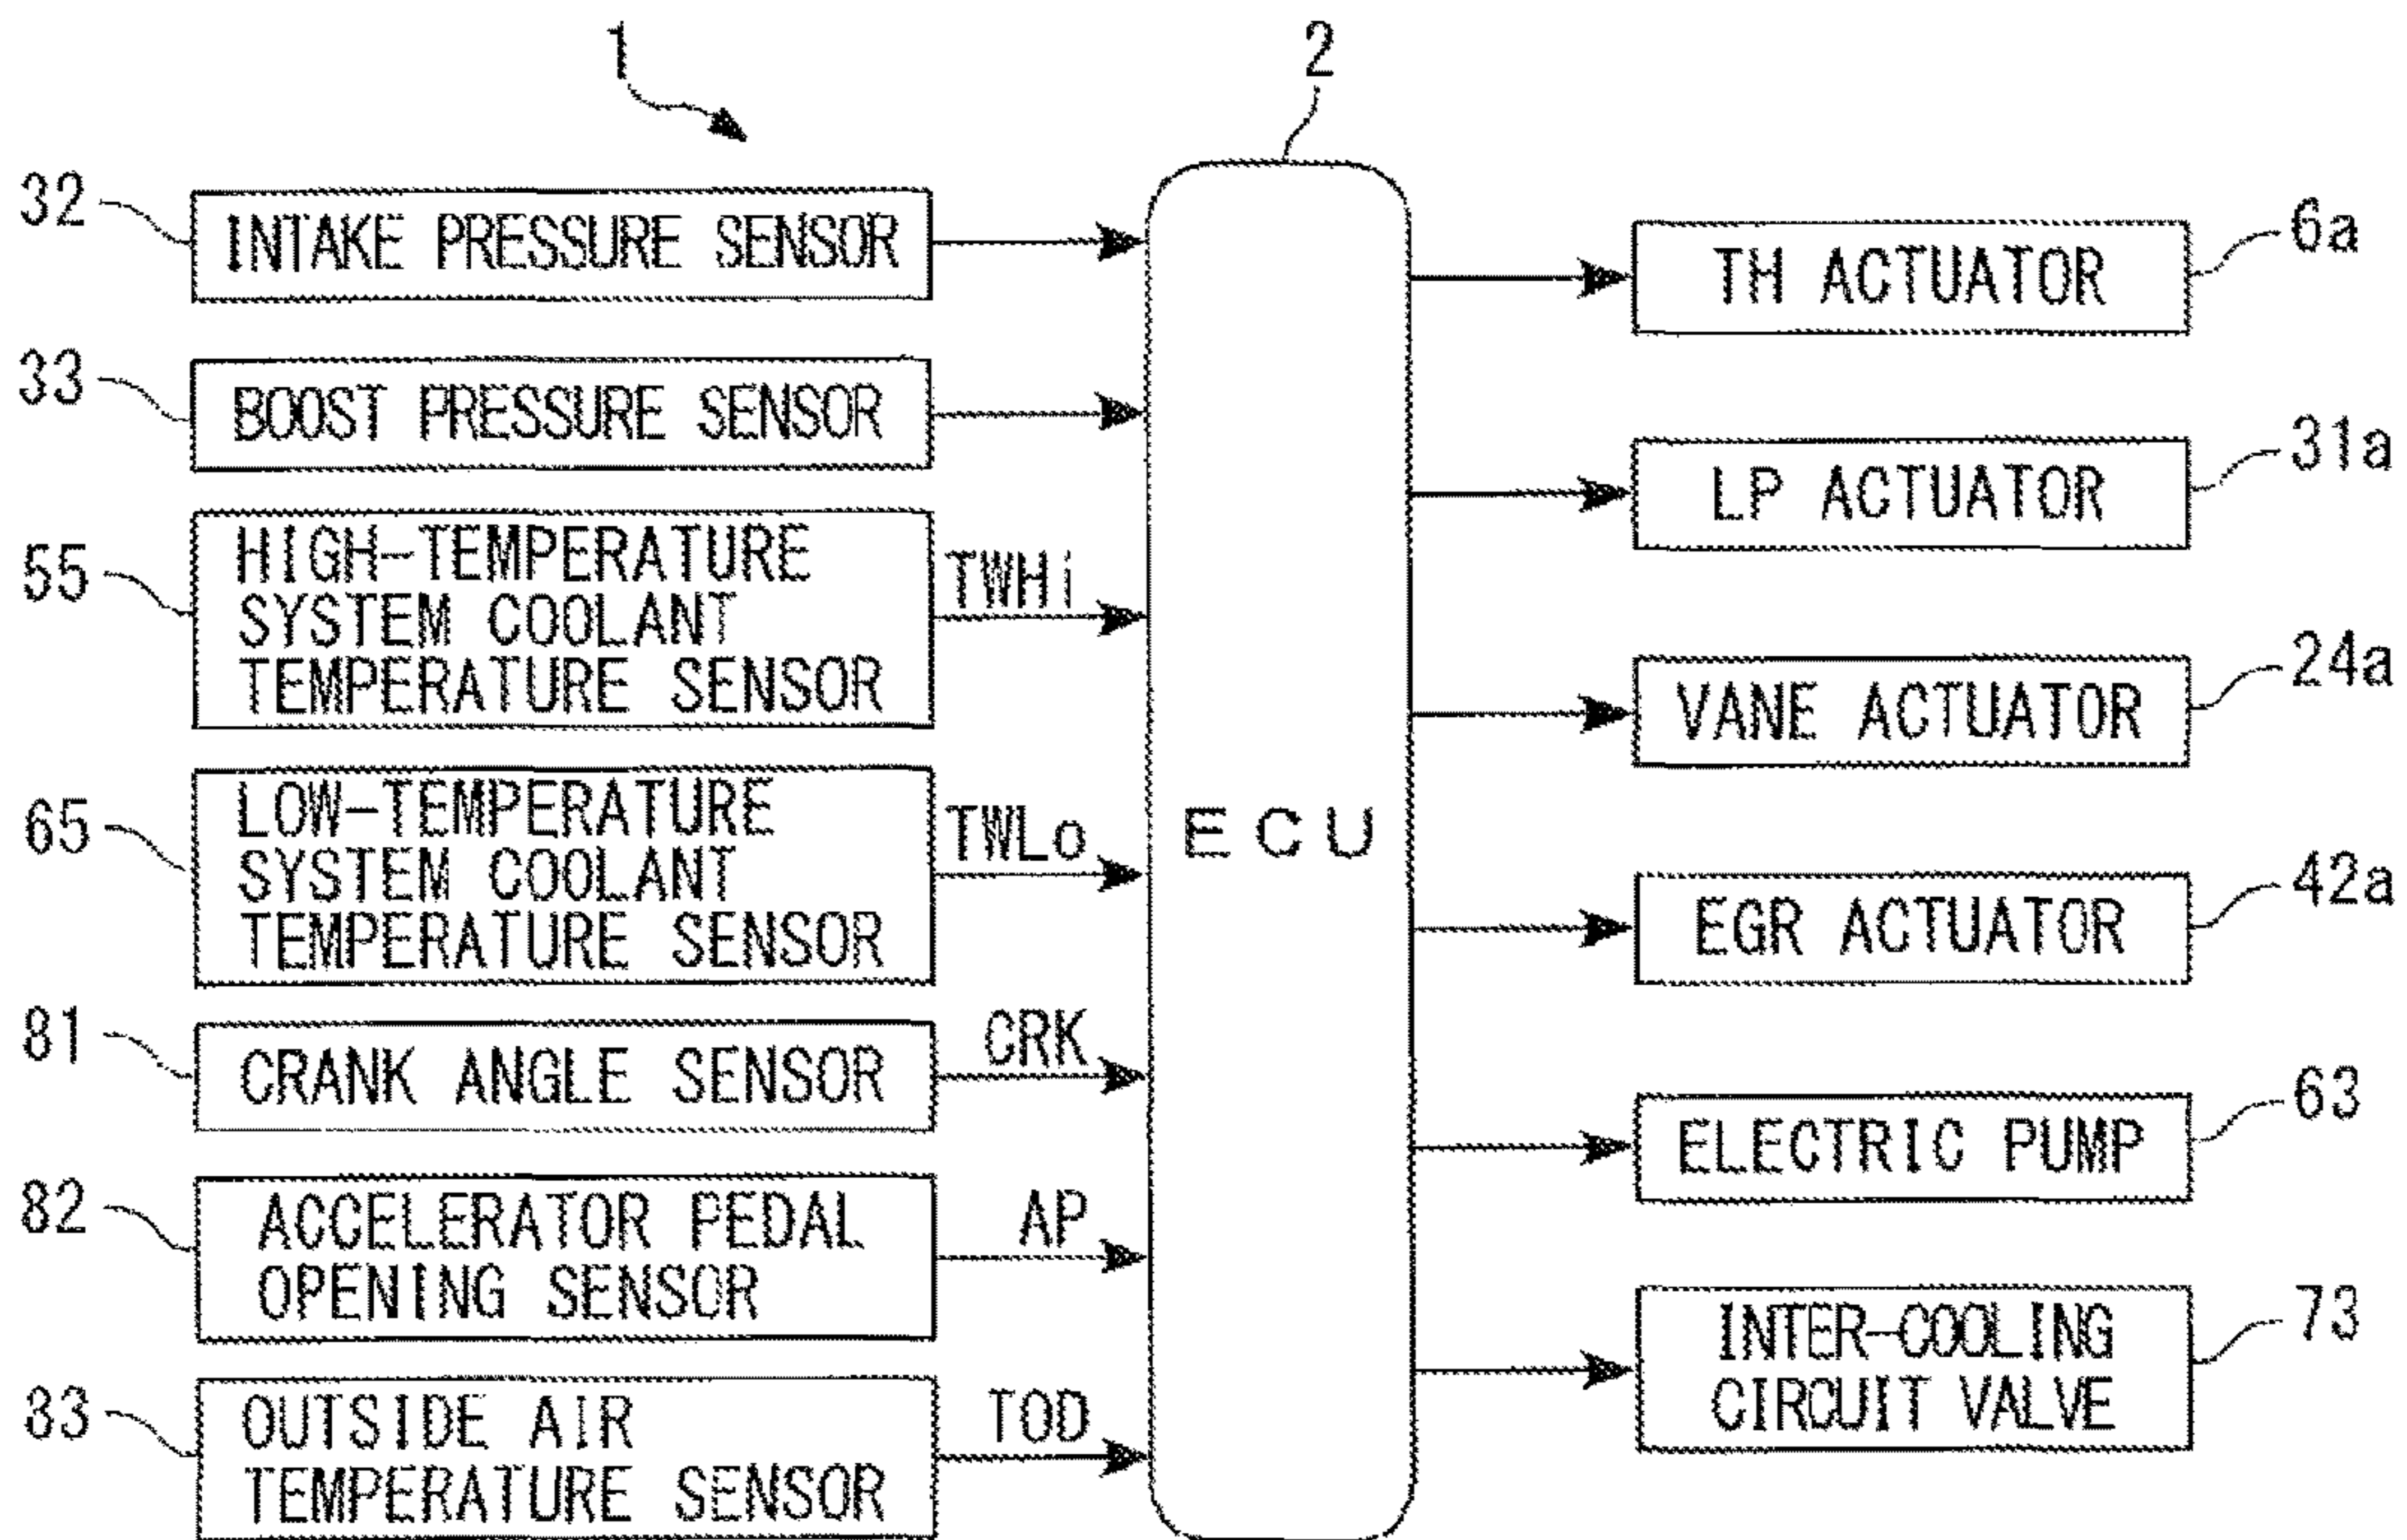 1
2
32
INTAKE PRESSURE SENSOR
33
BOOST PRESSURE SENSOR
55
HIGH-TEMPERATURE
SYSTEM COOLANT
TEMPERATURE SENSOR
TWHi
65
LOW-TEMPERATURE
SYSTEM COOLANT
TEMPERATURE SENSOR
TWLo
81
CRANK ANGLE SENSOR
CRK
82
ACCELERATOR PEDAL
OPENING SENSOR
AP
83
OUTSIDE AIR
TEMPERATURE SENSOR
TOD
ECU
TH ACTUATOR
6a
LP ACTUATOR
31a
VANE ACTUATOR
24a
EGR ACTUATOR
42a
ELECTRIC PUMP
63
INTER-COOLING
CIRCUIT VALVE
73